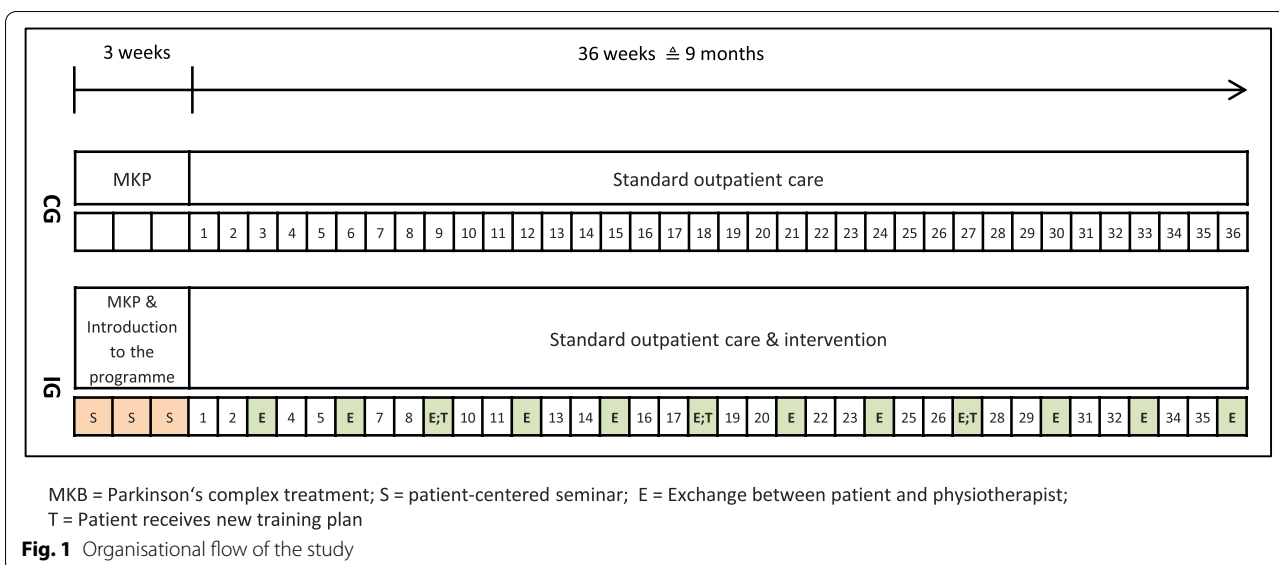 3 weeks 36 weeks ≙ 9 months
CG
MKP Standard outpatient care
1 2 3 4 5 6 7 8 9 10 11 12 13 14 15 16 17 18 19 20 21 22 23 24 25 26 27 28 29 30 31 32 33 34 35 36
IG
MKP &
Introduction
to the
programme
Standard outpatient care & intervention
S S S 1 2 E 4 5 E 7 8 E;T 10 11 E 13 14 E 16 17 E;T 19 20 E 22 23 E 25 26 E;T 28 29 E 31 32 E 34 35 E
MKB = Parkinson‘s complex treatment; S = patient-centered seminar; E = Exchange between patient and physiotherapist;
T = Patient receives new training plan
Fig. 1 Organisational flow of the study